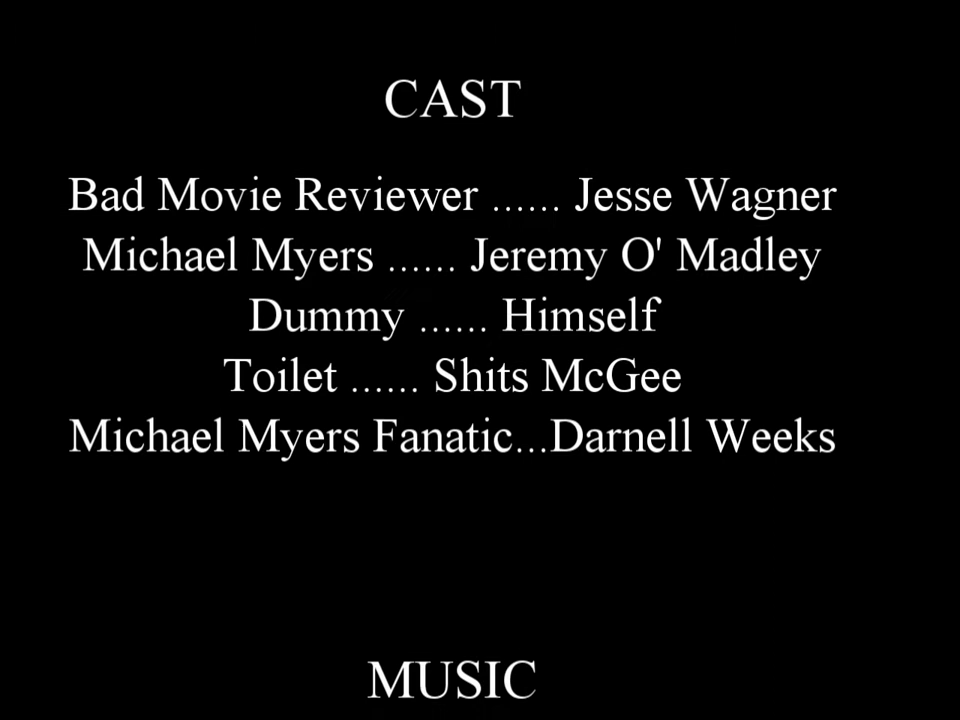 CAST
Bad Movie Reviewer ...... Jesse Wagner
Michael Myers ...... Jeremy O' Madley
Dummy ...... Himself
Toilet ...... Shits McGee
Michael Myers Fanatic...Darnell Weeks
MUSIC